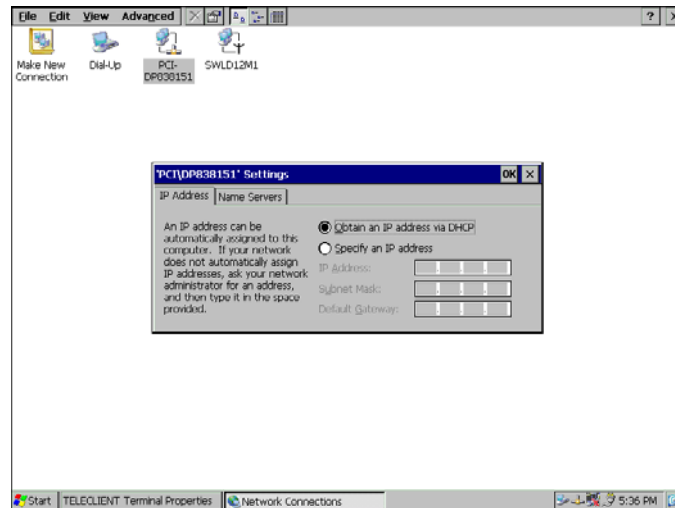 File Edit View Advanced ?
Make New Connection
Dial-Up
PCI-DP838151
SWLD12M1
'PCI\DP838151' Settings OK
IP Address Name Servers
An IP address can be
automatically assigned to this
computer. If your network
does not automatically assign
IP addresses, ask your network
administrator for an address,
and then type it in the space
provided.
Obtain an IP address via DHCP
Specify an IP address
IP Address:
Subnet Mask:
Default Gateway:
Start TELECLIENT Terminal Properties Network Connections 5:36 PM